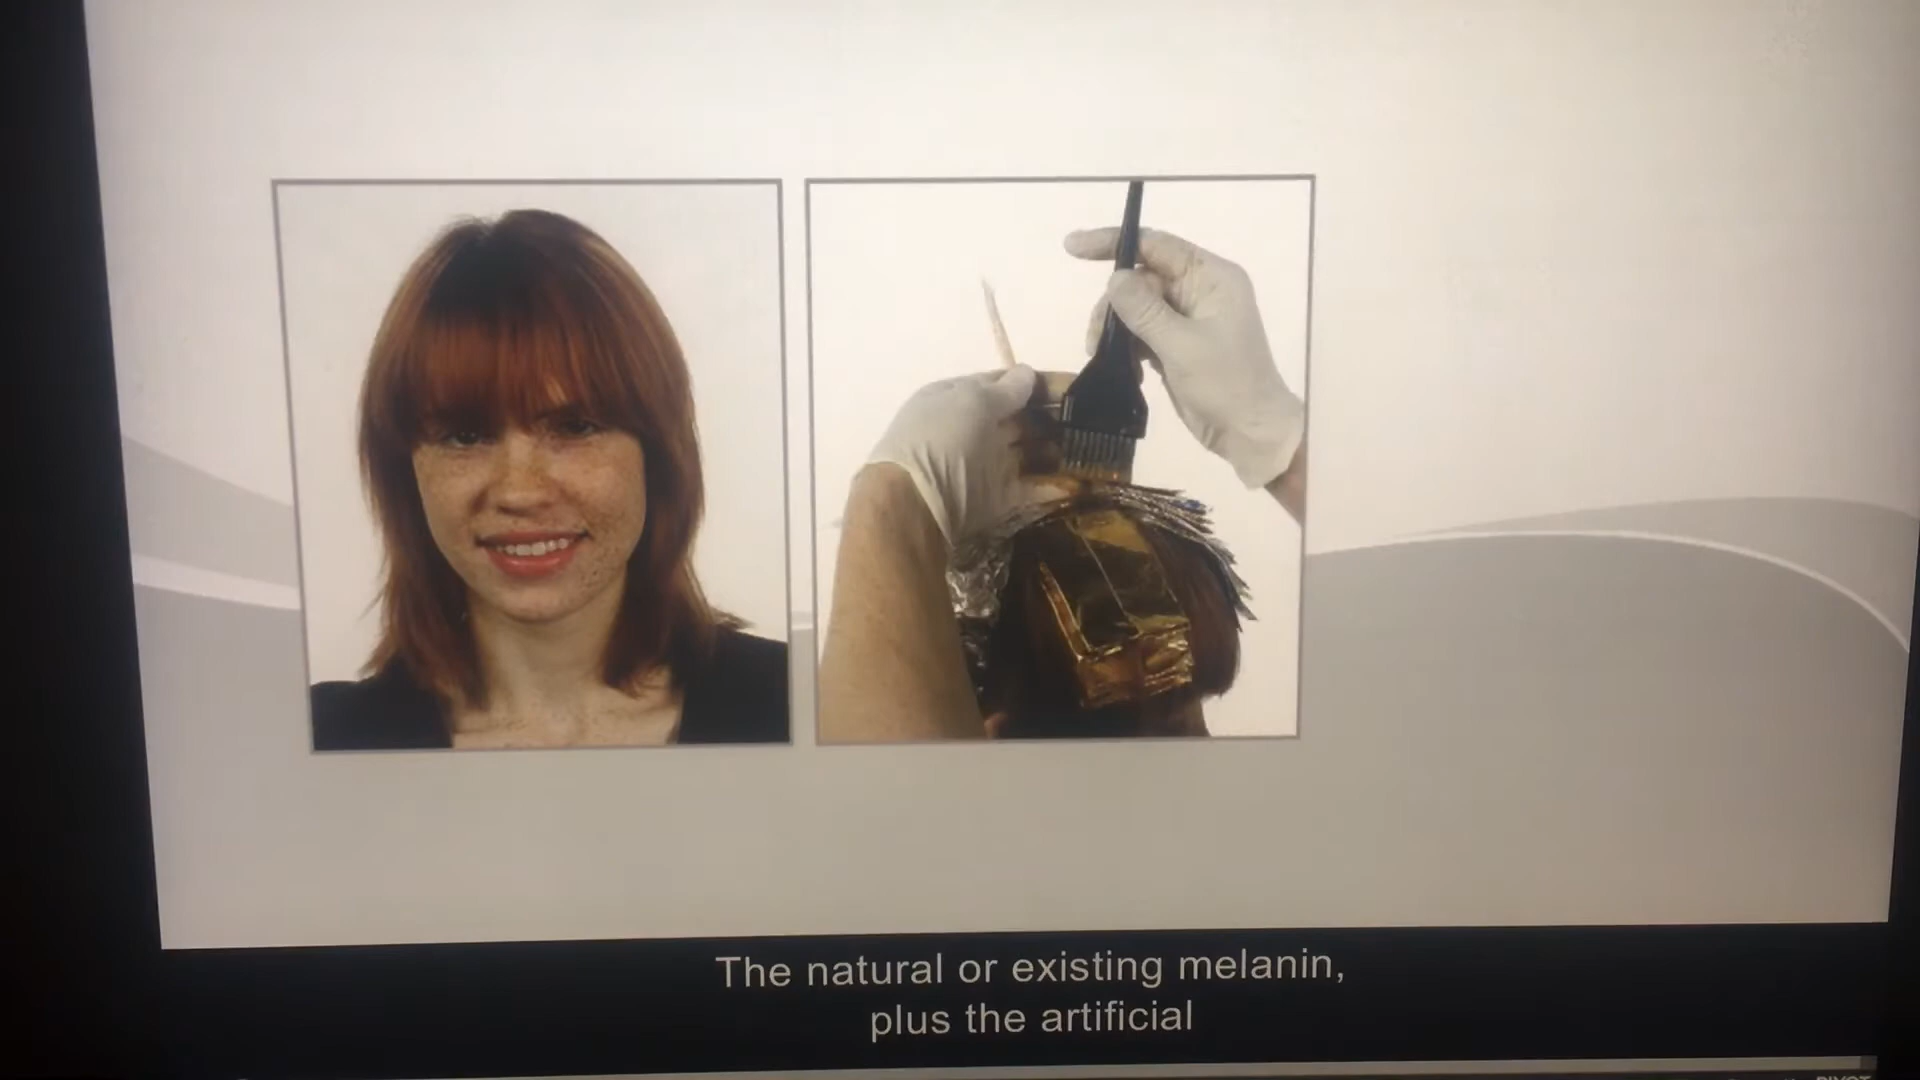 The natural or existing melanin,
plus the artificial